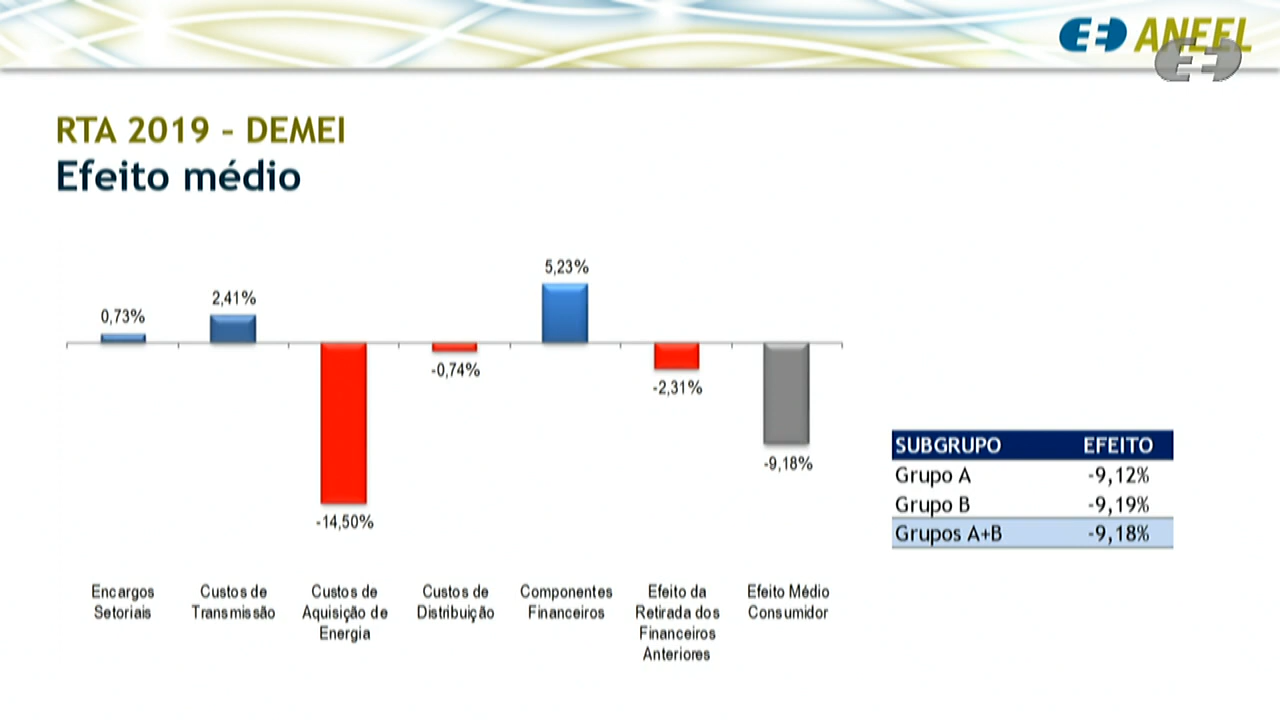 ANEEL
RTA 2019 - DEMEI
Efeito médio
0,73%
2,41%
-14,50%
-0,74%
5,23%
-2,31%
-9,18%
Encargos
Setoriais
Custos de
Transmissão
Custos de
Aquisição de
Energia
Custos de
Distribuição
Componentes
Financeiros
Efeito da
Retirada dos
Financeiros
Anteriores
Efeito Médio
Consumidor
SUBGRUPO EFEITO
Grupo A -9,12%
Grupo B -9,19%
Grupos A+B -9,18%